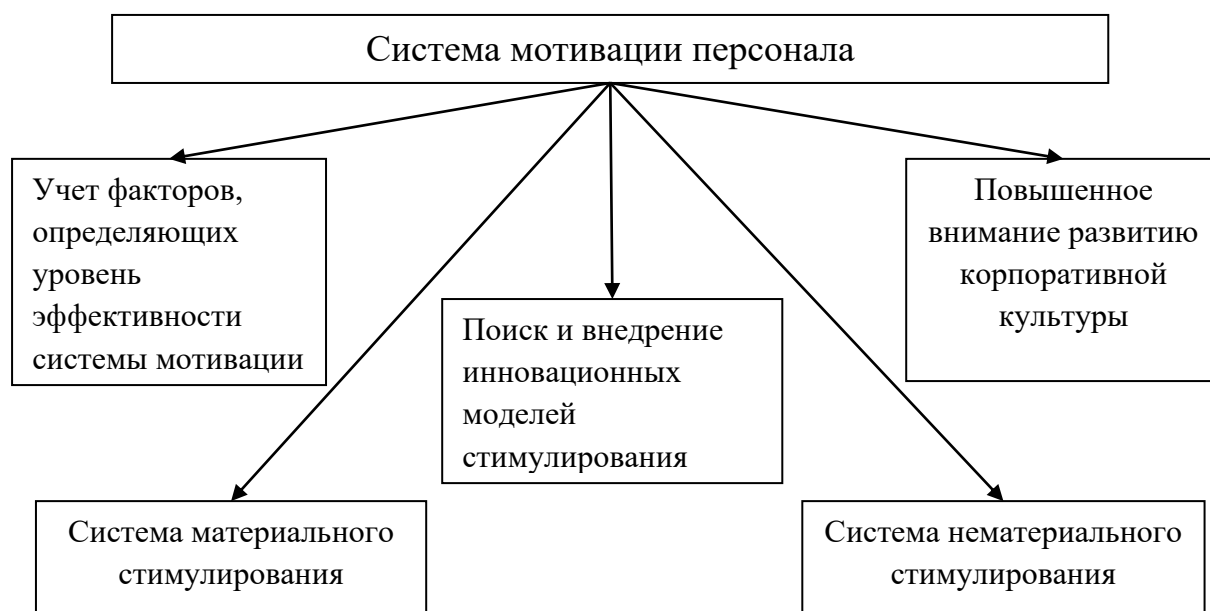 Система мотивации персонала
Учет факторов,
определяющих
уровень
эффективности
системы мотивации
Поиск и внедрение
инновационных
моделей
стимулирования
Повышенное
внимание развитию
корпоративной
культуры
Система материального
стимулирования
Система нематериального
стимулирования